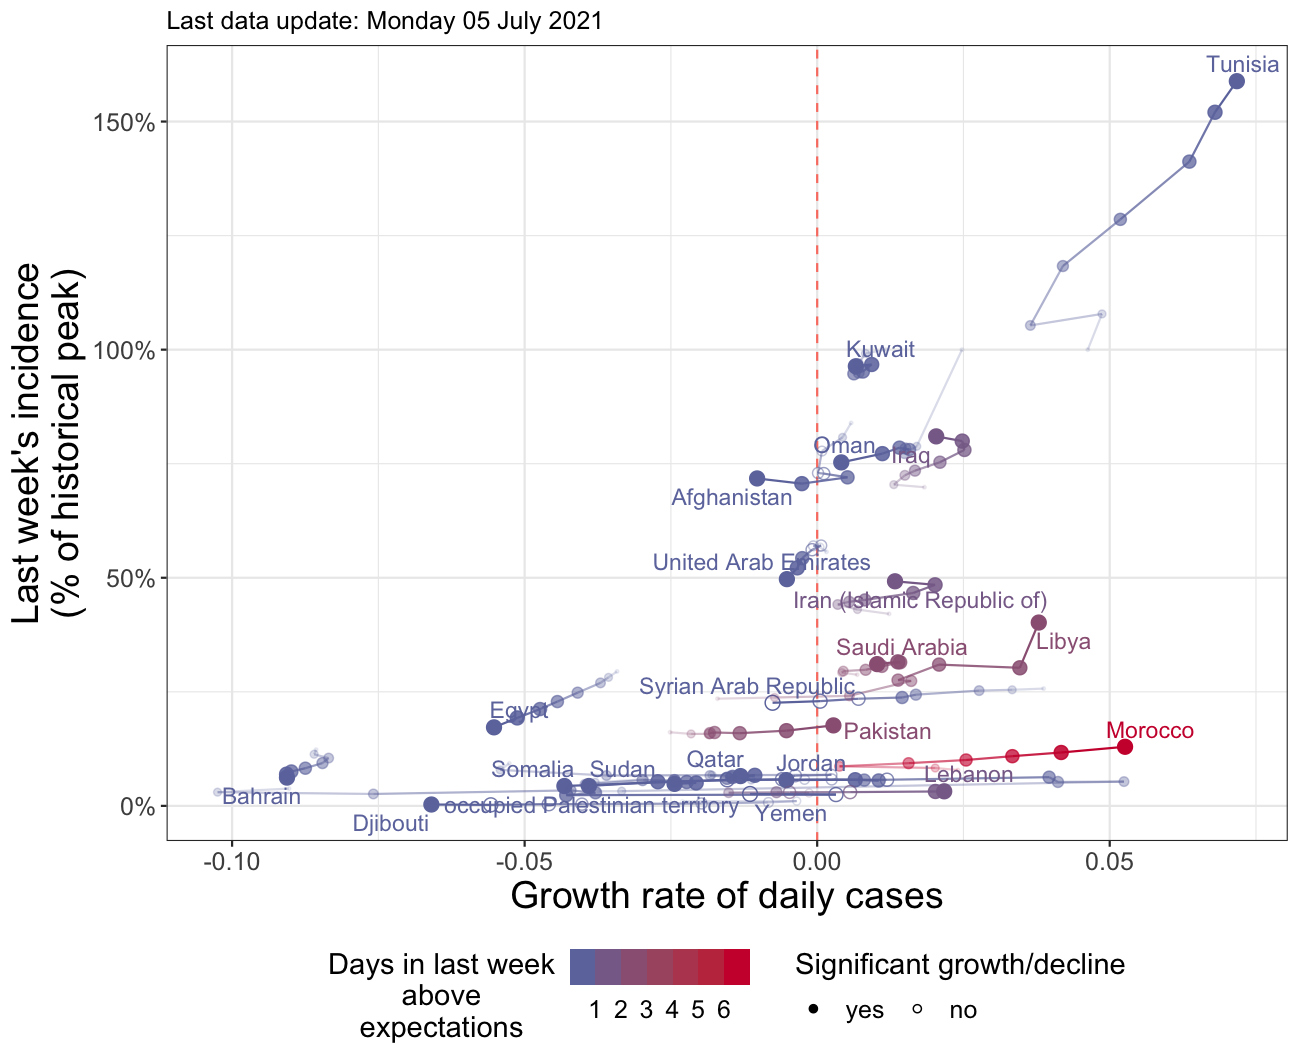 Last data update: Monday 05 July 2021
Last week's incidence
(% of historical peak)
150%
100%
50%
0%
Tunisia
Kuwait
Oman
Iraq
Afghanistan
United Arab Emirates
Iran (Islamic Republic of)
Saudi Arabia
Libya
Syrian Arab Republic
Egypt
Pakistan
Morocco
Qatar
Jordan
Somalia
Sudan
Lebanon
Bahrain
occupied Palestinian territory
Yemen
Djibouti
-0.10
-0.05
0.00
0.05
Growth rate of daily cases
Days in last week
above
expectations
1 2 3 4 5 6
Significant growth/decline
yes
no